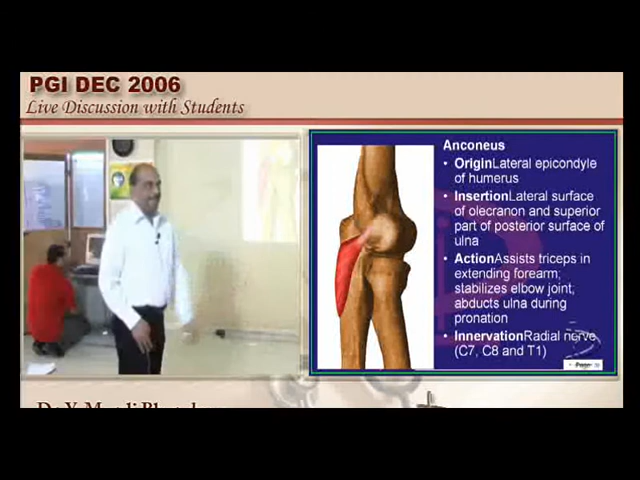 PGI DEC 2006
Live Discussion with Students
Anconeus
• OriginLateral epicondyle
of humerus
• InsertionLateral surface
of olecranon and superior
part of posterior surface of
ulna
• ActionAssists triceps in
extending forearm;
stabilizes elbow joint,
abducts ulna during
pronation
• InnervationRadial nerve
(C7, C8 and T1)